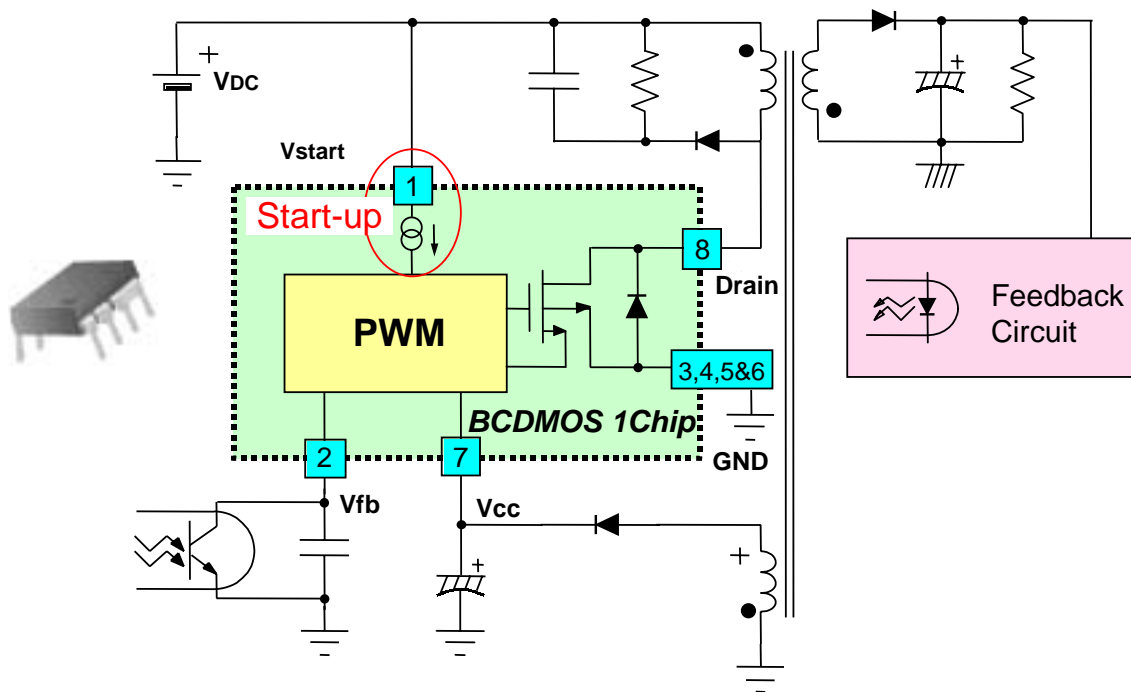 +
VDC
+
Vstart
1
Start-up
8
Drain
PWM
Feedback
Circuit
3,4,5&6
BCDMOS 1Chip
2
7
GND
Vfb
Vcc
+
+